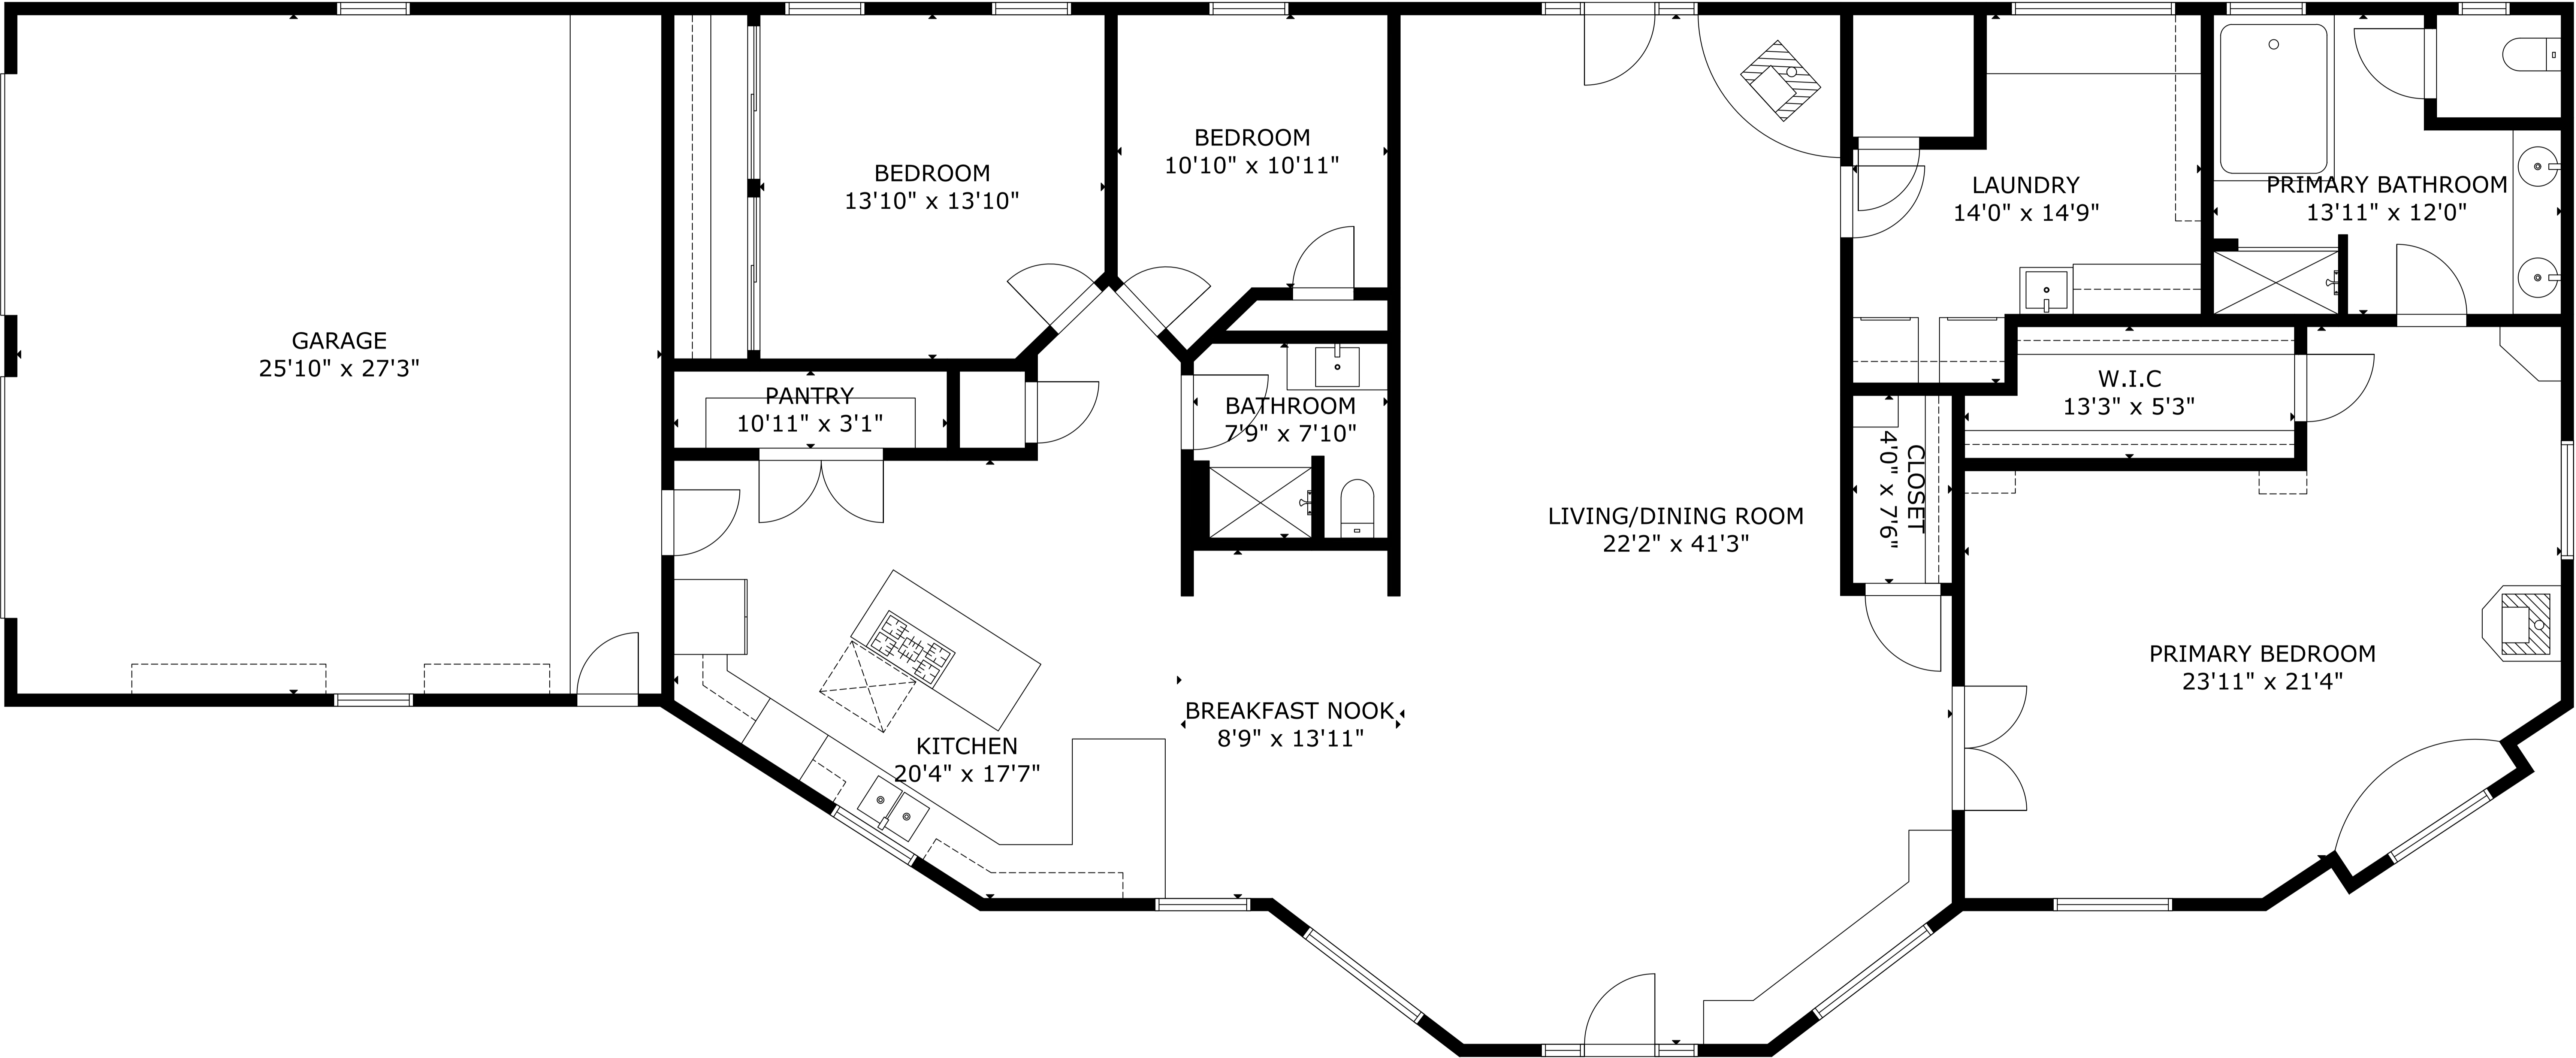 GARAGE
25'10" x 27'3"
BEDROOM
13'10" x 13'10"
BEDROOM
10'10" x 10'11"
LAUNDRY
14'0" x 14'9"
PRIMARY BATHROOM
13'11" x 12'0"
PANTRY
10'11" x 3'1"
BATHROOM
7'9" x 7'10"
W.I.C
13'3" x 5'3"
CLOSET
4'0" x 7'6"
LIVING/DINING ROOM
22'2" x 41'3"
PRIMARY BEDROOM
23'11" x 21'4"
BREAKFAST NOOK
8'9" x 13'11"
KITCHEN
20'4" x 17'7"